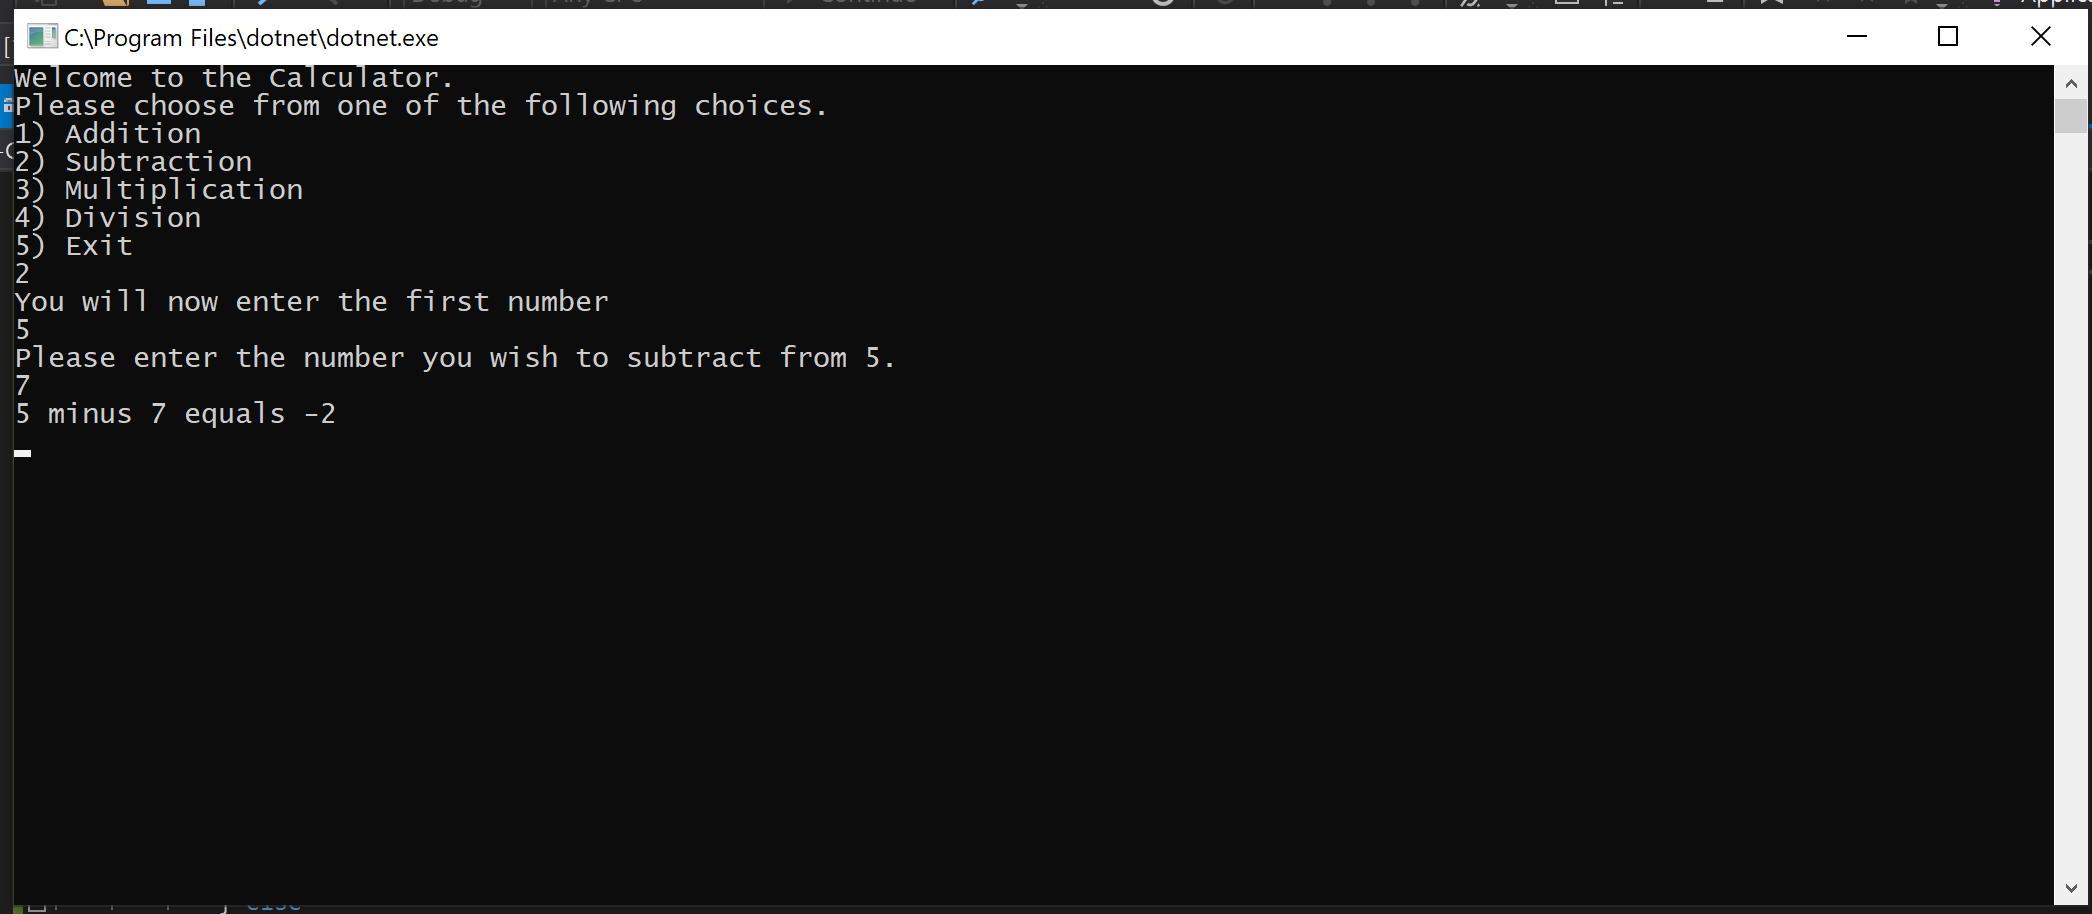 C:\Program Files\dotnet\dotnet.exe
Welcome to the Calculator.
Please choose from one of the following choices.
1) Addition
2) Subtraction
3) Multiplication
4) Division
5) Exit
2
You will now enter the first number
5
Please enter the number you wish to subtract from 5.
7
5 minus 7 equals -2